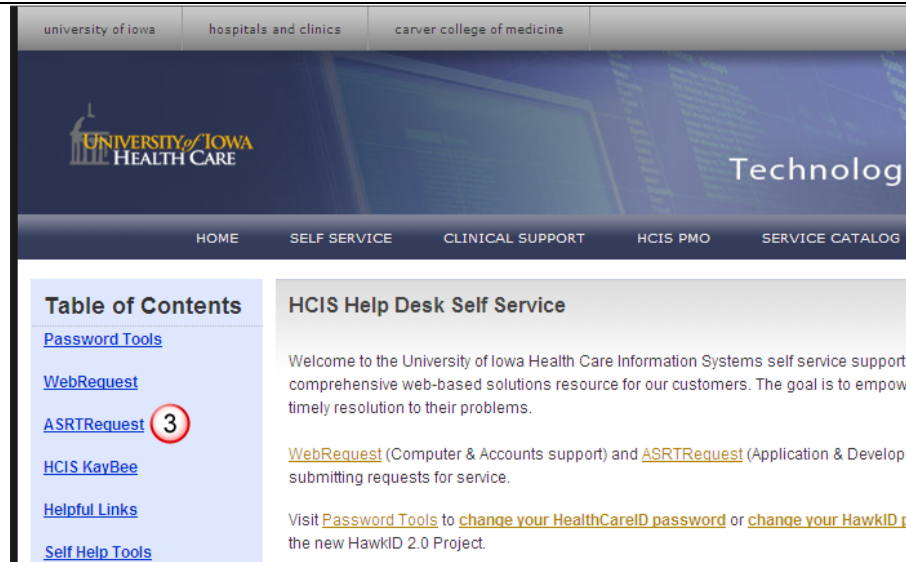 university of iowa hospitals and clinics carver college of medicine
UNIVERSITY of IOWA
HEALTH CARE
Technolog
HOME SELF SERVICE CLINICAL SUPPORT HCIS PMO SERVICE CATALOG
Table of Contents
Password Tools
WebRequest
ASRTRequest 3
HCIS KayBee
Helpful Links
Self Help Tools
HCIS Help Desk Self Service
Welcome to the University of Iowa Health Care Information Systems self service support
comprehensive web-based solutions resource for our customers. The goal is to empow
timely resolution to their problems.
WebRequest (Computer & Accounts support) and ASRTRequest (Application & Develop
submitting requests for service.
Visit Password Tools to change your HealthCareID password or change your HawkID p
the new HawkID 2.0 Project.